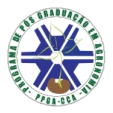 PROGRAMA DE PÓS GRADUAÇÃO EM AGRONOMIA
PPGA-CCA